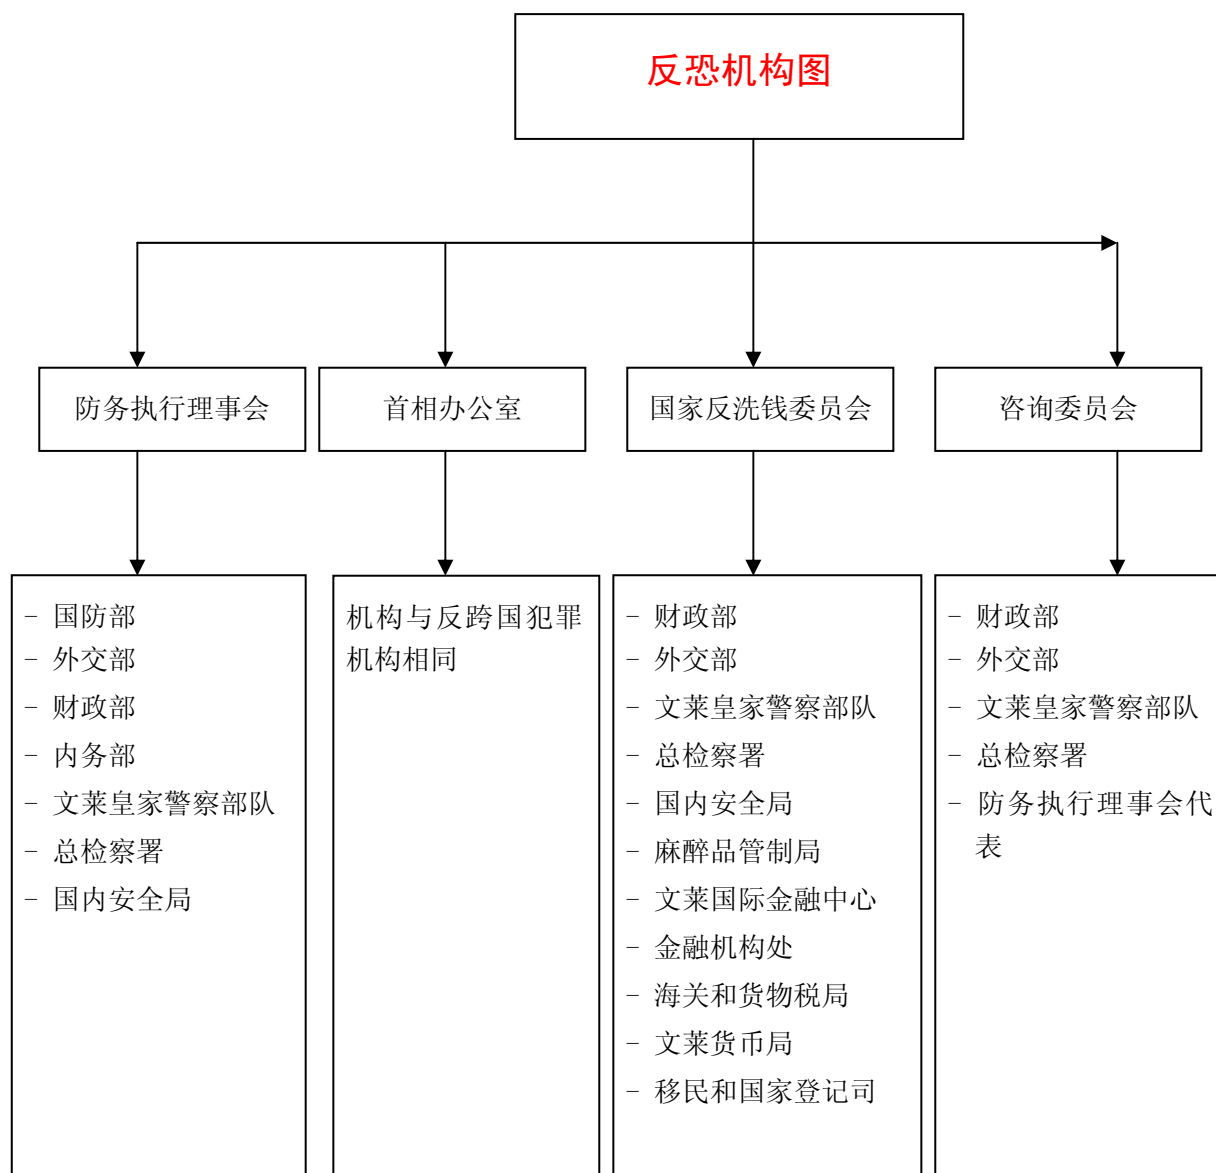 反恐机构图
防务执行理事会
首相办公室
国家反洗钱委员会
咨询委员会
- 国防部
- 外交部
- 财政部
- 内务部
- 文莱皇家警察部队
- 总检察署
- 国内安全局
机构与反跨国犯罪
机构相同
- 财政部
- 外交部
- 文莱皇家警察部队
- 总检察署
- 国内安全局
- 麻醉品管制局
- 文莱国际金融中心
- 金融机构处
- 海关和货物税局
- 文莱货币局
- 移民和国家登记司
- 财政部
- 外交部
- 文莱皇家警察部队
- 总检察署
- 防务执行理事会代
表